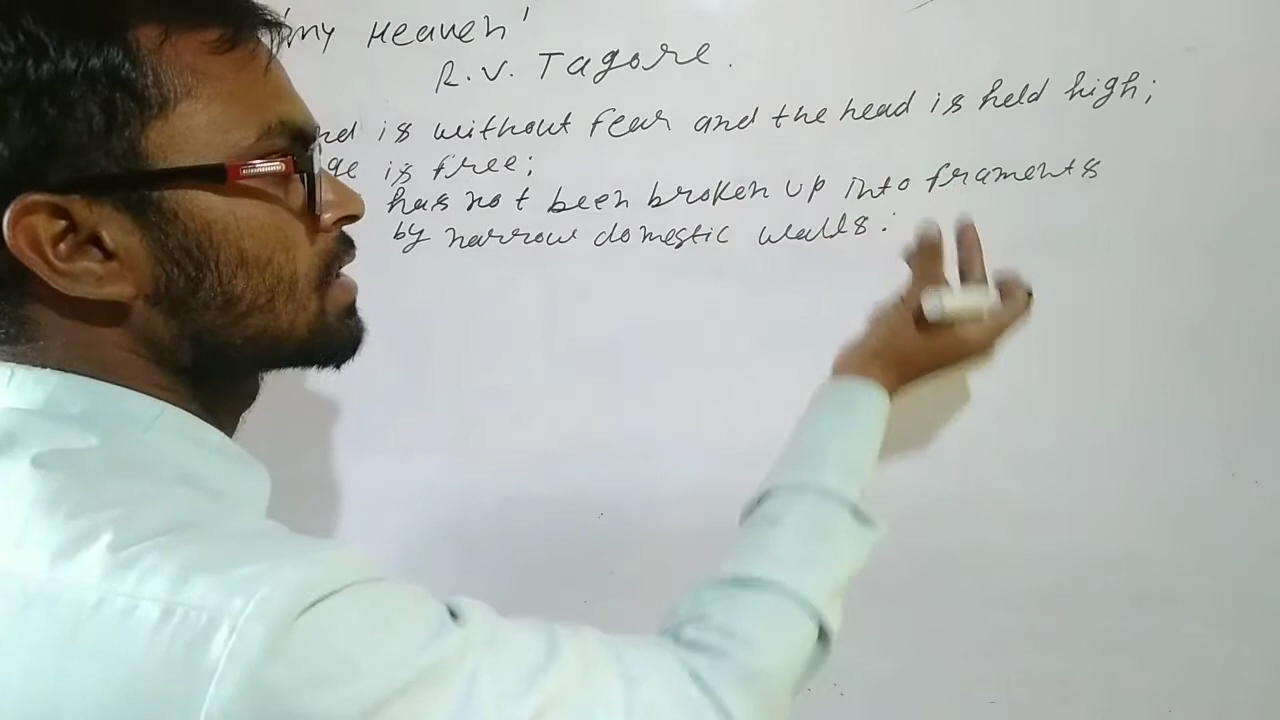 'my Heaven'
R.V. Tagore.
is without fear and the head is held high;
is free;
has not been broken up into framents
by narrow domestic walls: